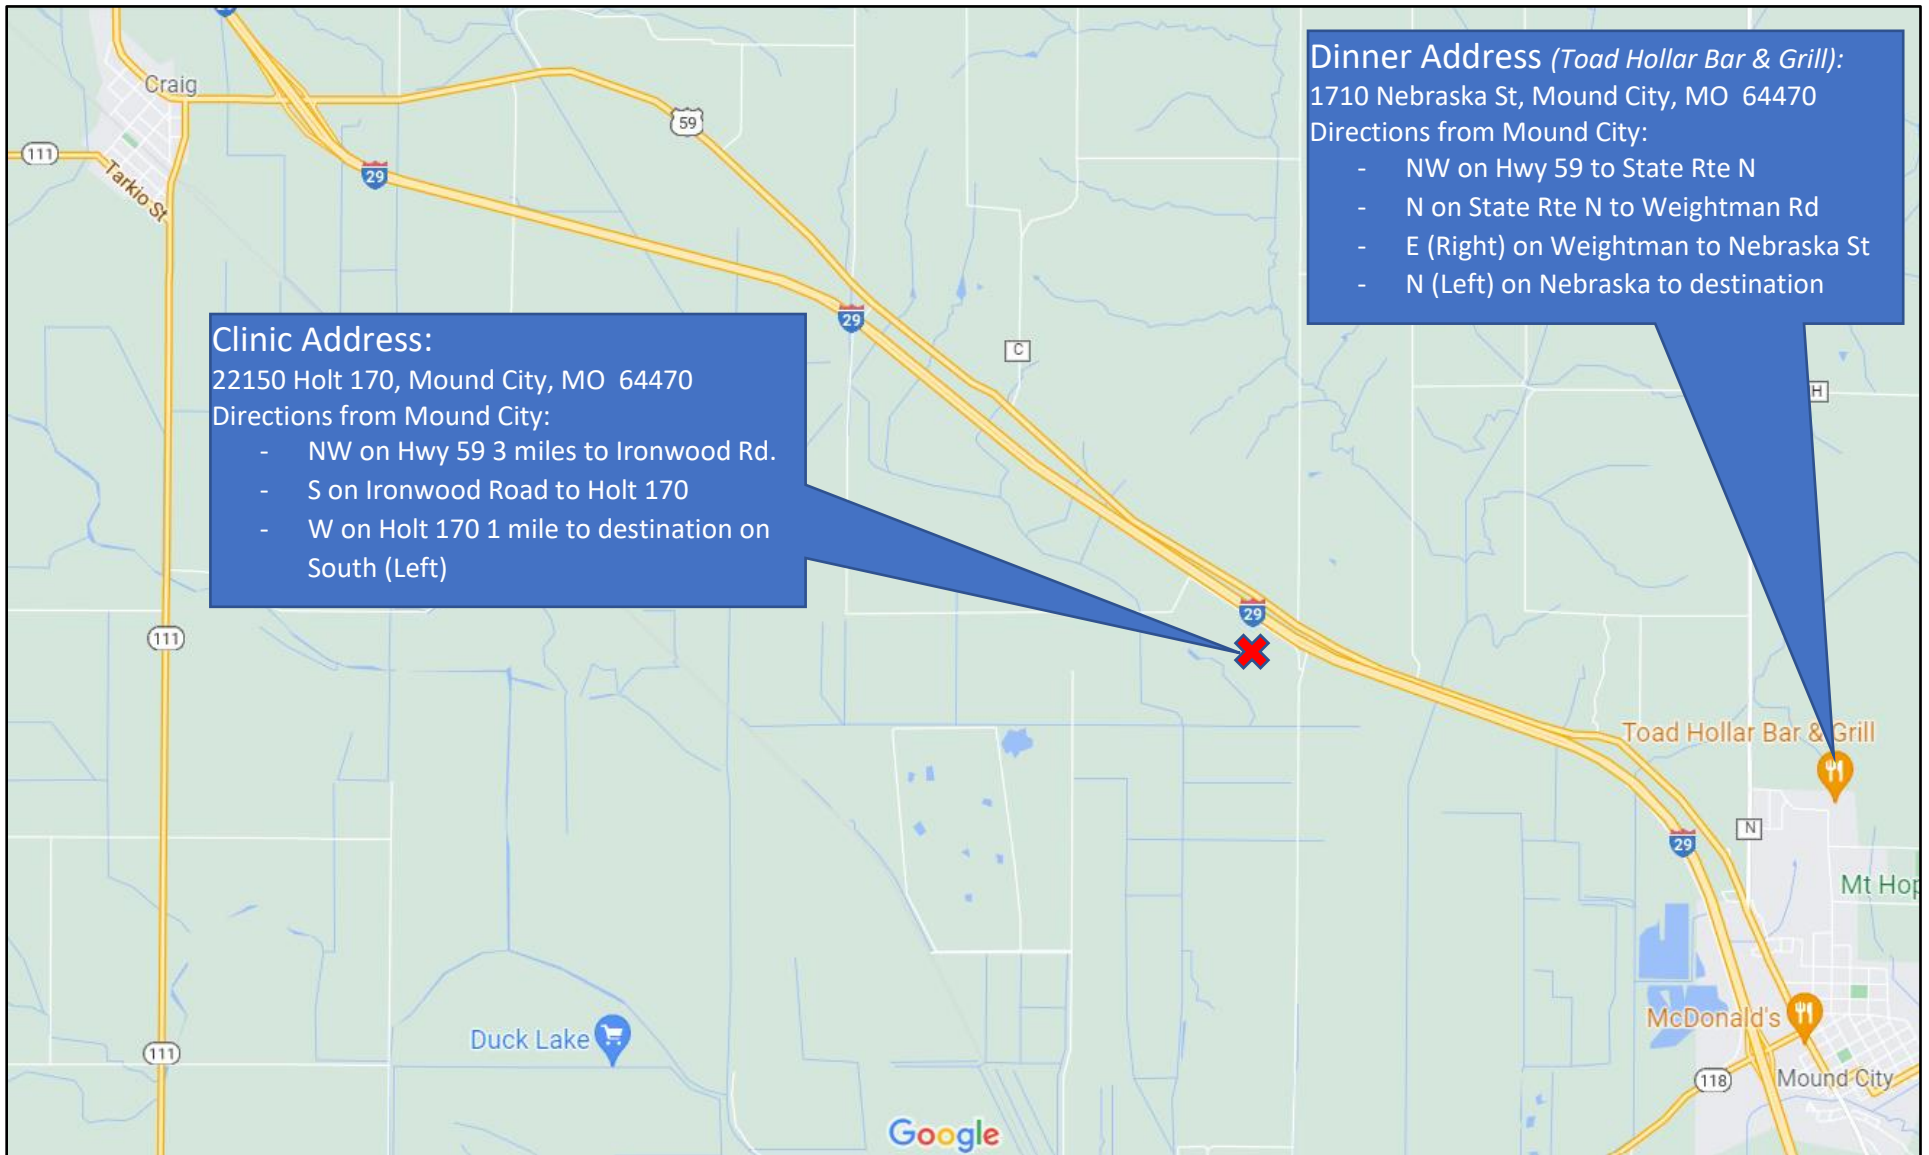 Craig
111
Tarkio St
29
59
Dinner Address (Toad Hollar Bar & Grill):
1710 Nebraska St, Mound City, MO  64470
Directions from Mound City:
- NW on Hwy 59 to State Rte N
- N on State Rte N to Weightman Rd
- E (Right) on Weightman to Nebraska St
- N (Left) on Nebraska to destination
29
C
H
Clinic Address:
22150 Holt 170, Mound City, MO  64470
Directions from Mound City:
- NW on Hwy 59 3 miles to Ironwood Rd.
- S on Ironwood Road to Holt 170
- W on Holt 170 1 mile to destination on
South (Left)
29
111
Toad Hollar Bar & Grill
N
29
Mt Hop
McDonald's
Duck Lake
111
118
Mound City
Google